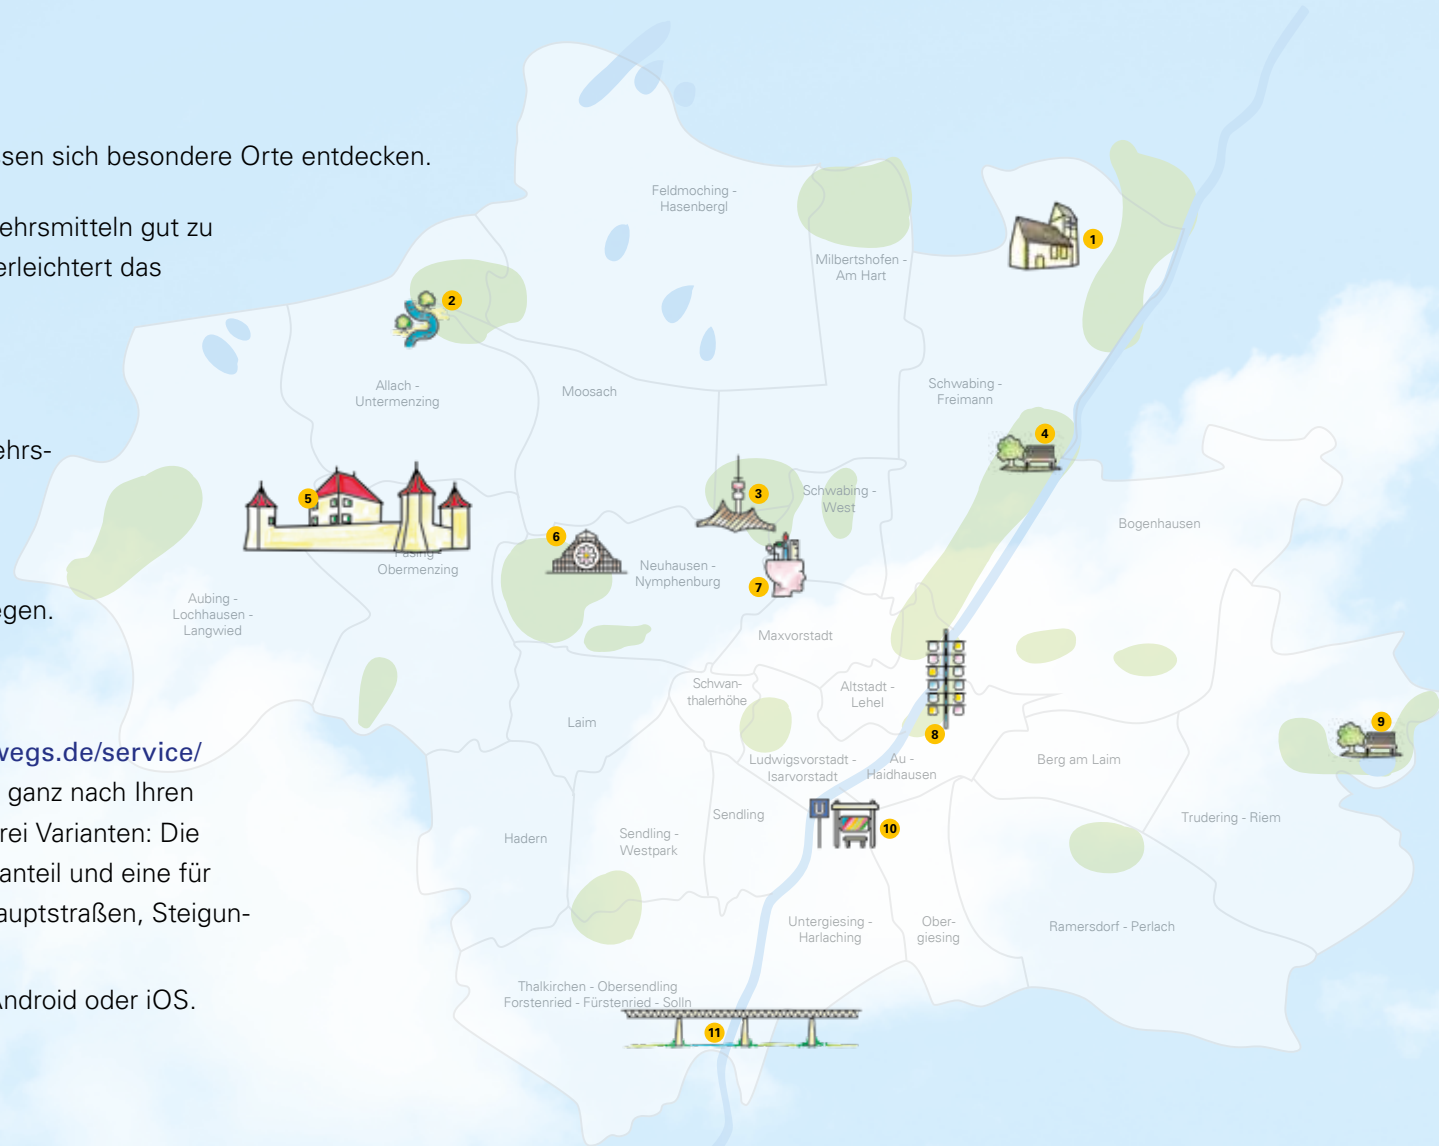 ssen sich besondere Orte entdecken.
ehrsmitteln gut zu
erleichtert das
ehrs-
egen.
wegs.de/service/
ganz nach Ihren
rei Varianten: Die
anteil und eine für
auptstraßen, Steigun-
Android oder iOS.
Feldmoching -
Hasenbergl
Milbertshofen -
Am Hart
1
2
Allach -
Untermenzing
Moosach
Schwabing -
Freimann
4
5
3
Schwabing -
West
Bogenhausen
6
Pasing -
Obermenzing
Neuhausen -
Nymphenburg
7
Aubing -
Lochhausen -
Langwied
Maxvorstadt
Schwan-
thalerhöhe
Altstadt -
Lehel
Laim
8
9
Ludwigsvorstadt -
Isarvorstadt
Au -
Haidhausen
Berg am Laim
Hadern
Sendling -
Westpark
Sendling
U
10
Trudering - Riem
Untergiesing -
Harlaching
Ober-
giesing
Ramersdorf - Perlach
Thalkirchen - Obersendling
Forstenried - Fürstenried - Solln
11